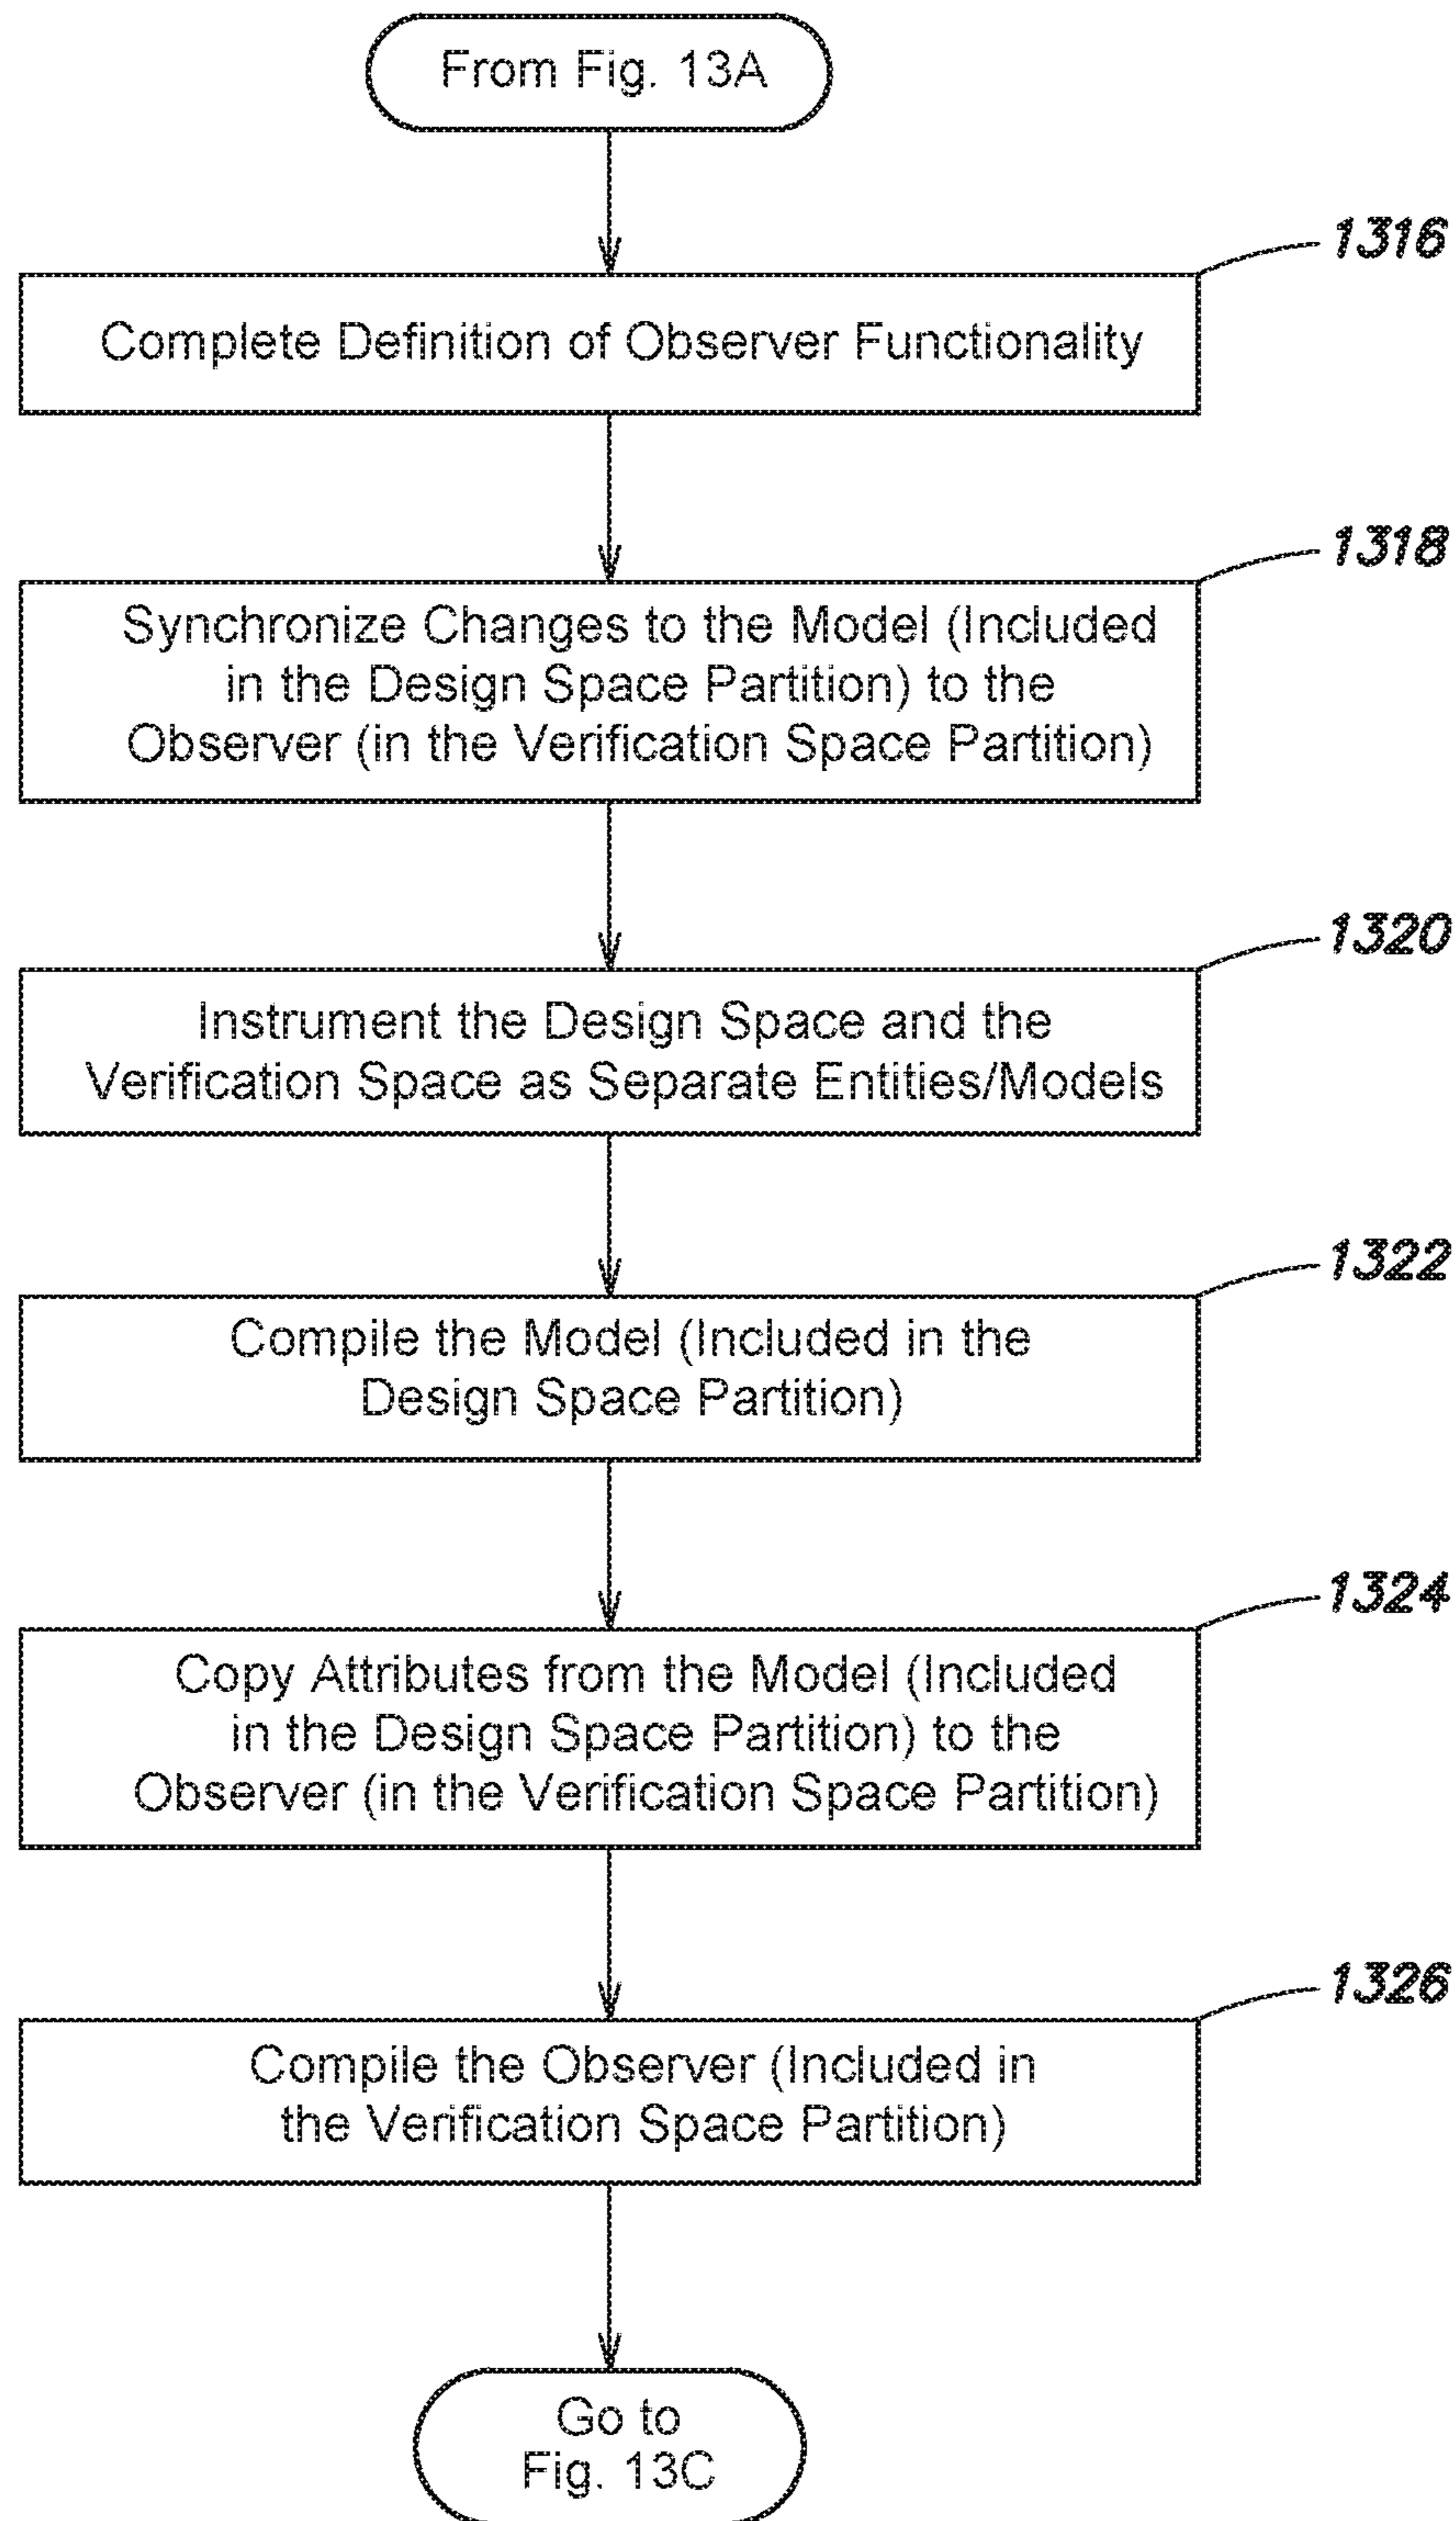 From Fig. 13A
1316
Complete Definition of Observer Functionality
1318
Synchronize Changes to the Model (Included
in the Design Space Partition) to the
Observer (in the Verification Space Partition)
1320
Instrument the Design Space and the
Verification Space as Separate Entities/Models
1322
Compile the Model (Included in the
Design Space Partition)
1324
Copy Attributes from the Model (Included
in the Design Space Partition) to the
Observer (in the Verification Space Partition)
1326
Compile the Observer (Included in
the Verification Space Partition)
Go to
Fig. 13C